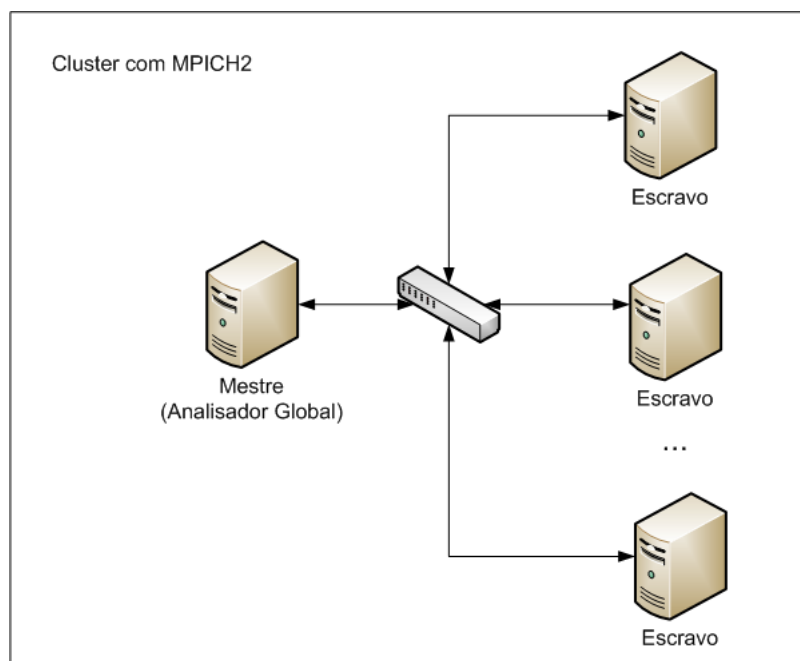 Cluster com MPICH2
Escravo
Mestre
(Analisador Global)
Escravo
...
Escravo